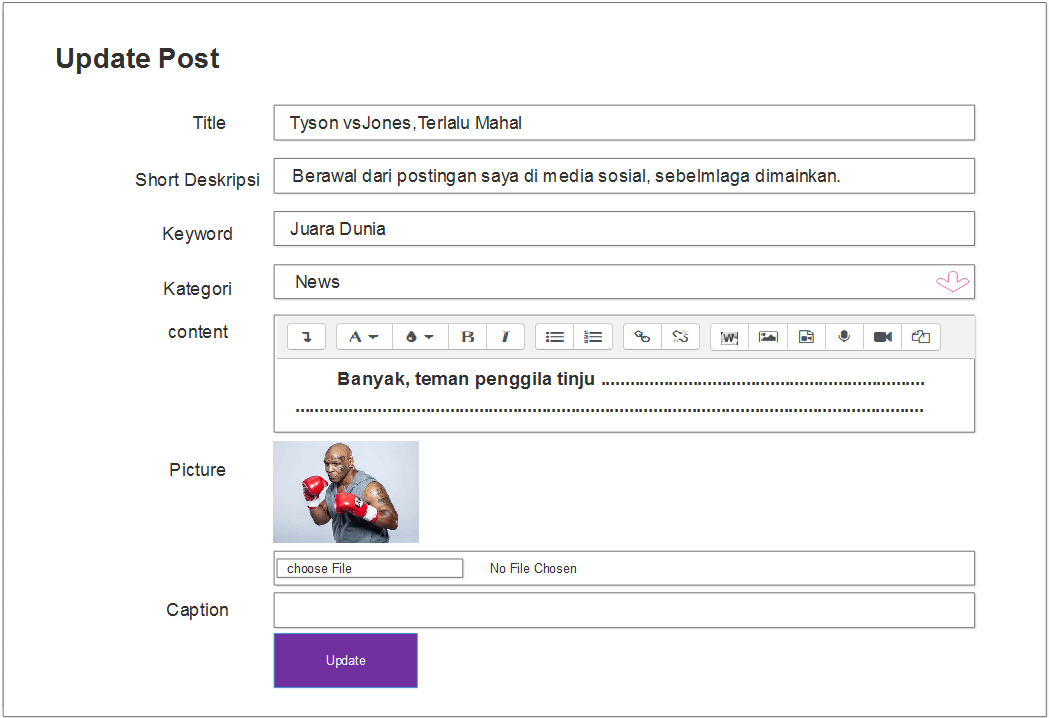 Update Post
Title
Tyson vsJones,Terlalu Mahal
Short Deskripsi
Berawal dari postingan saya di media sosial, sebelmlaga dimainkan.
Keyword
Juara Dunia
Kategori
News
content
A
B I
W
Banyak, teman penggila tinju ......................................................................
.........................................................................................................................................
Picture
choose File No File Chosen
Caption
Update